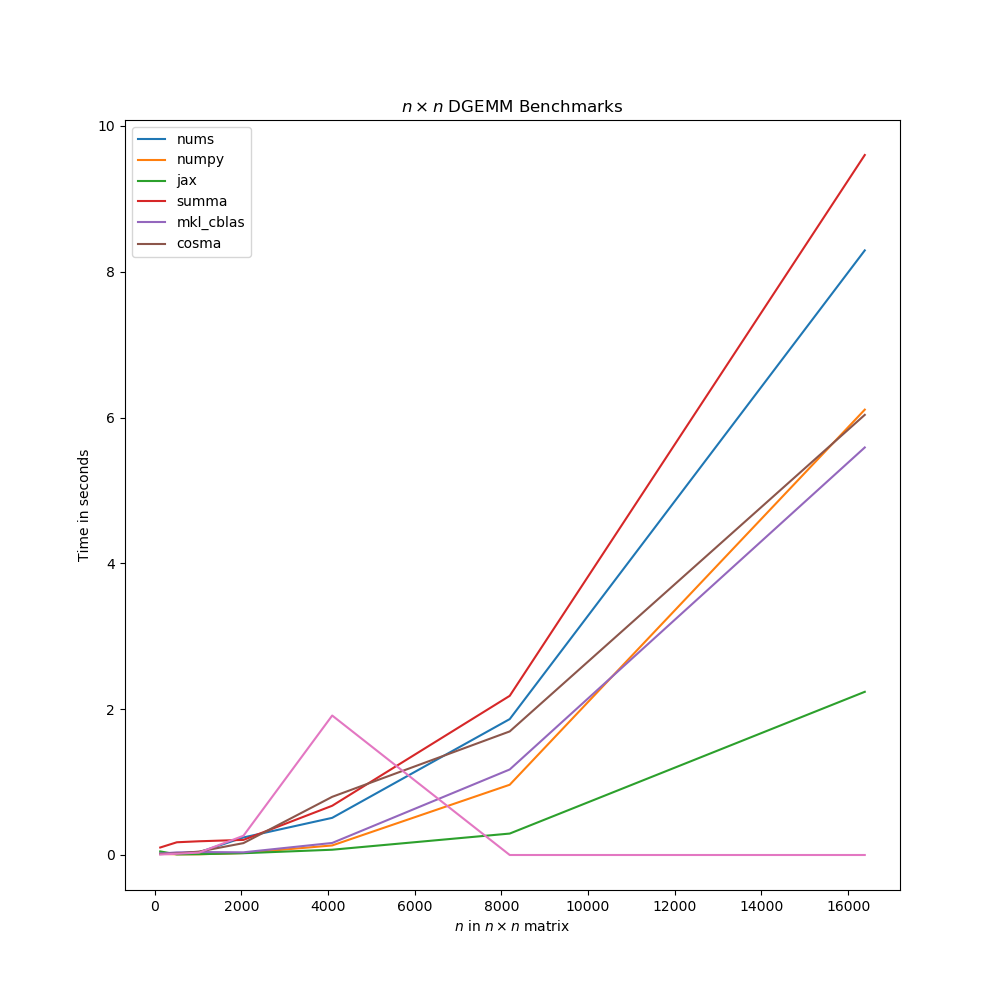 n × n DGEMM Benchmarks
nums
numpy
jax
summa
mkl_cblas
cosma
Time in seconds
10
8
6
4
2
0
0 2000 4000 6000 8000 10000 12000 14000 16000
n in n × n matrix